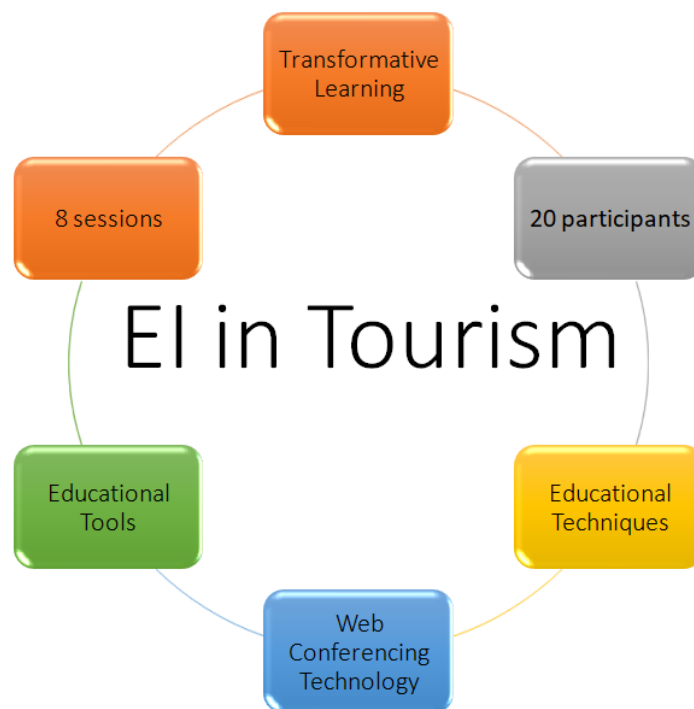 Transformative
Learning
8 sessions
20 participants
EI in Tourism
Educational
Tools
Educational
Techniques
Web
Conferencing
Technology